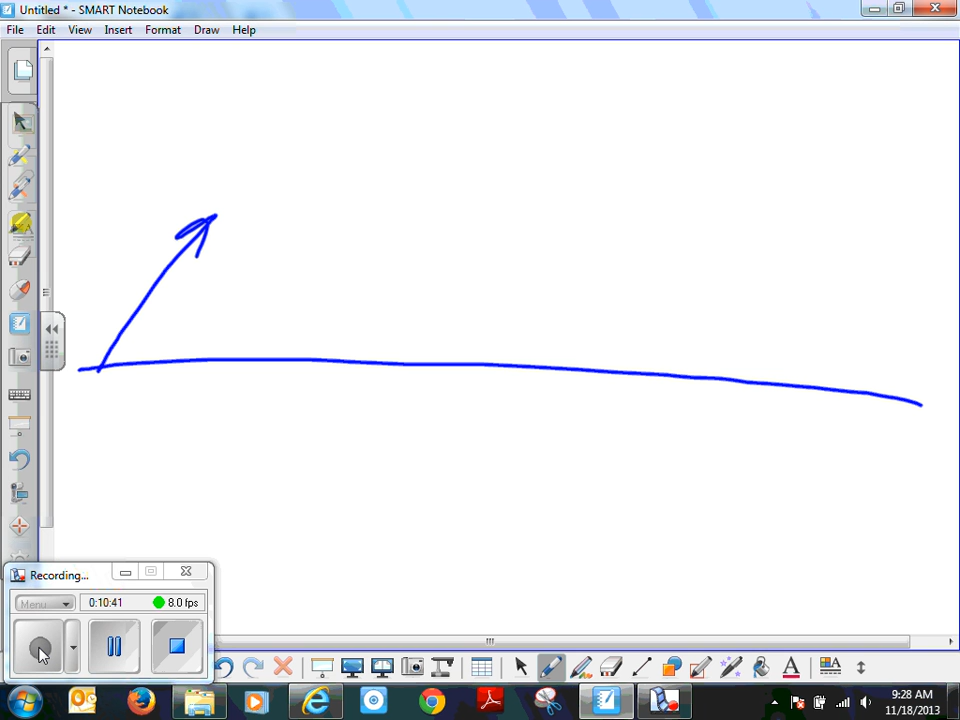 Untitled * - SMART Notebook
File Edit View Insert Format Draw Help
Recording...
Menu 0:10:41 8.0 fps
9:28 AM
11/18/2013